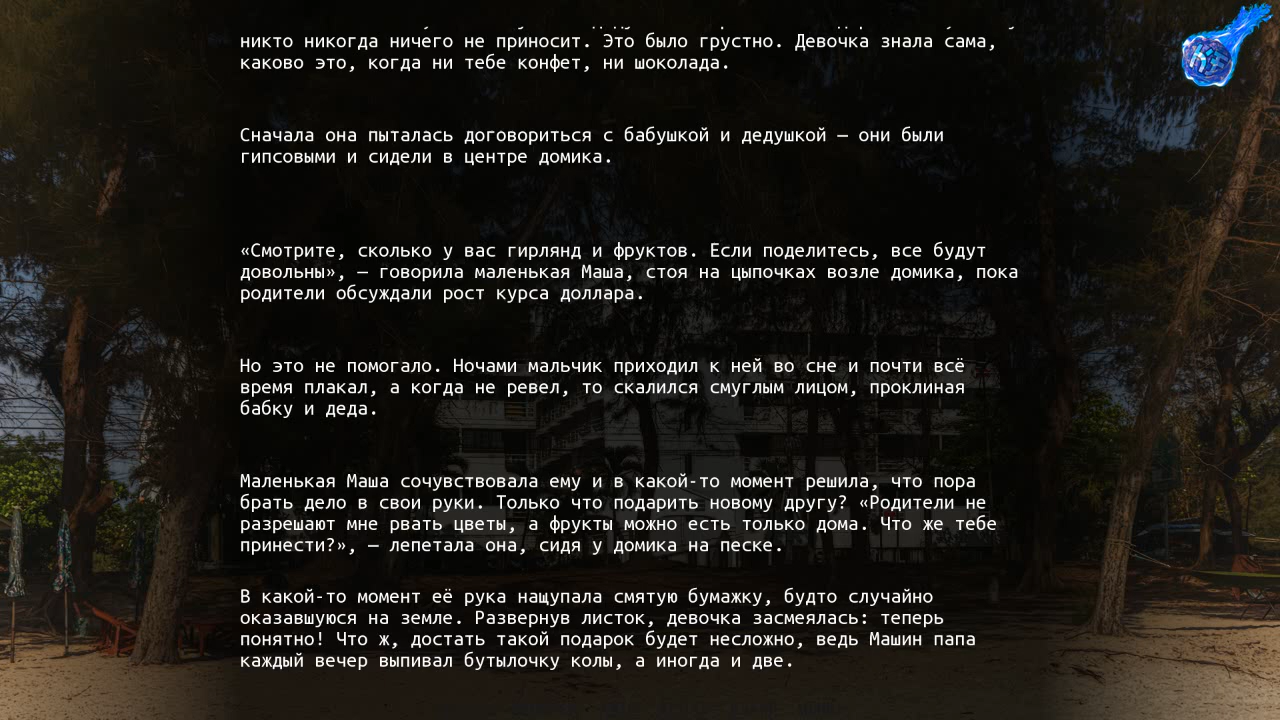 никто никогда ничего не приносит. Это было грустно. Девочка знала сама,
каково это, когда ни тебе конфет, ни шоколада.
Сначала она пыталась договориться с бабушкой и дедушкой — они были
гипсовыми и сидели в центре домика.
«Смотрите, сколько у вас гирлянд и фруктов. Если поделитесь, все будут
довольны», — говорила маленькая Маша, стоя на цыпочках возле домика, пока
родители обсуждали рост курса доллара.
Но это не помогало. Ночами мальчик приходил к ней во сне и почти всё
время плакал, а когда не ревел, то скалился смуглым лицом, проклиная
бабку и деда.
Маленькая Маша сочувствовала ему и в какой-то момент решила, что пора
брать дело в свои руки. Только что подарить новому другу? «Родители не
разрешают мне рвать цветы, а фрукты можно есть только дома. Что же тебе
принести?», — лепетала она, сидя у домика на песке.
В какой-то момент её рука нащупала смятую бумажку, будто случайно
оказавшуюся на земле. Развернув листок, девочка засмеялась: теперь
понятно! Что ж, достать такой подарок будет несложно, ведь Машин папа
каждый вечер выпивал бутылочку колы, а иногда и две.